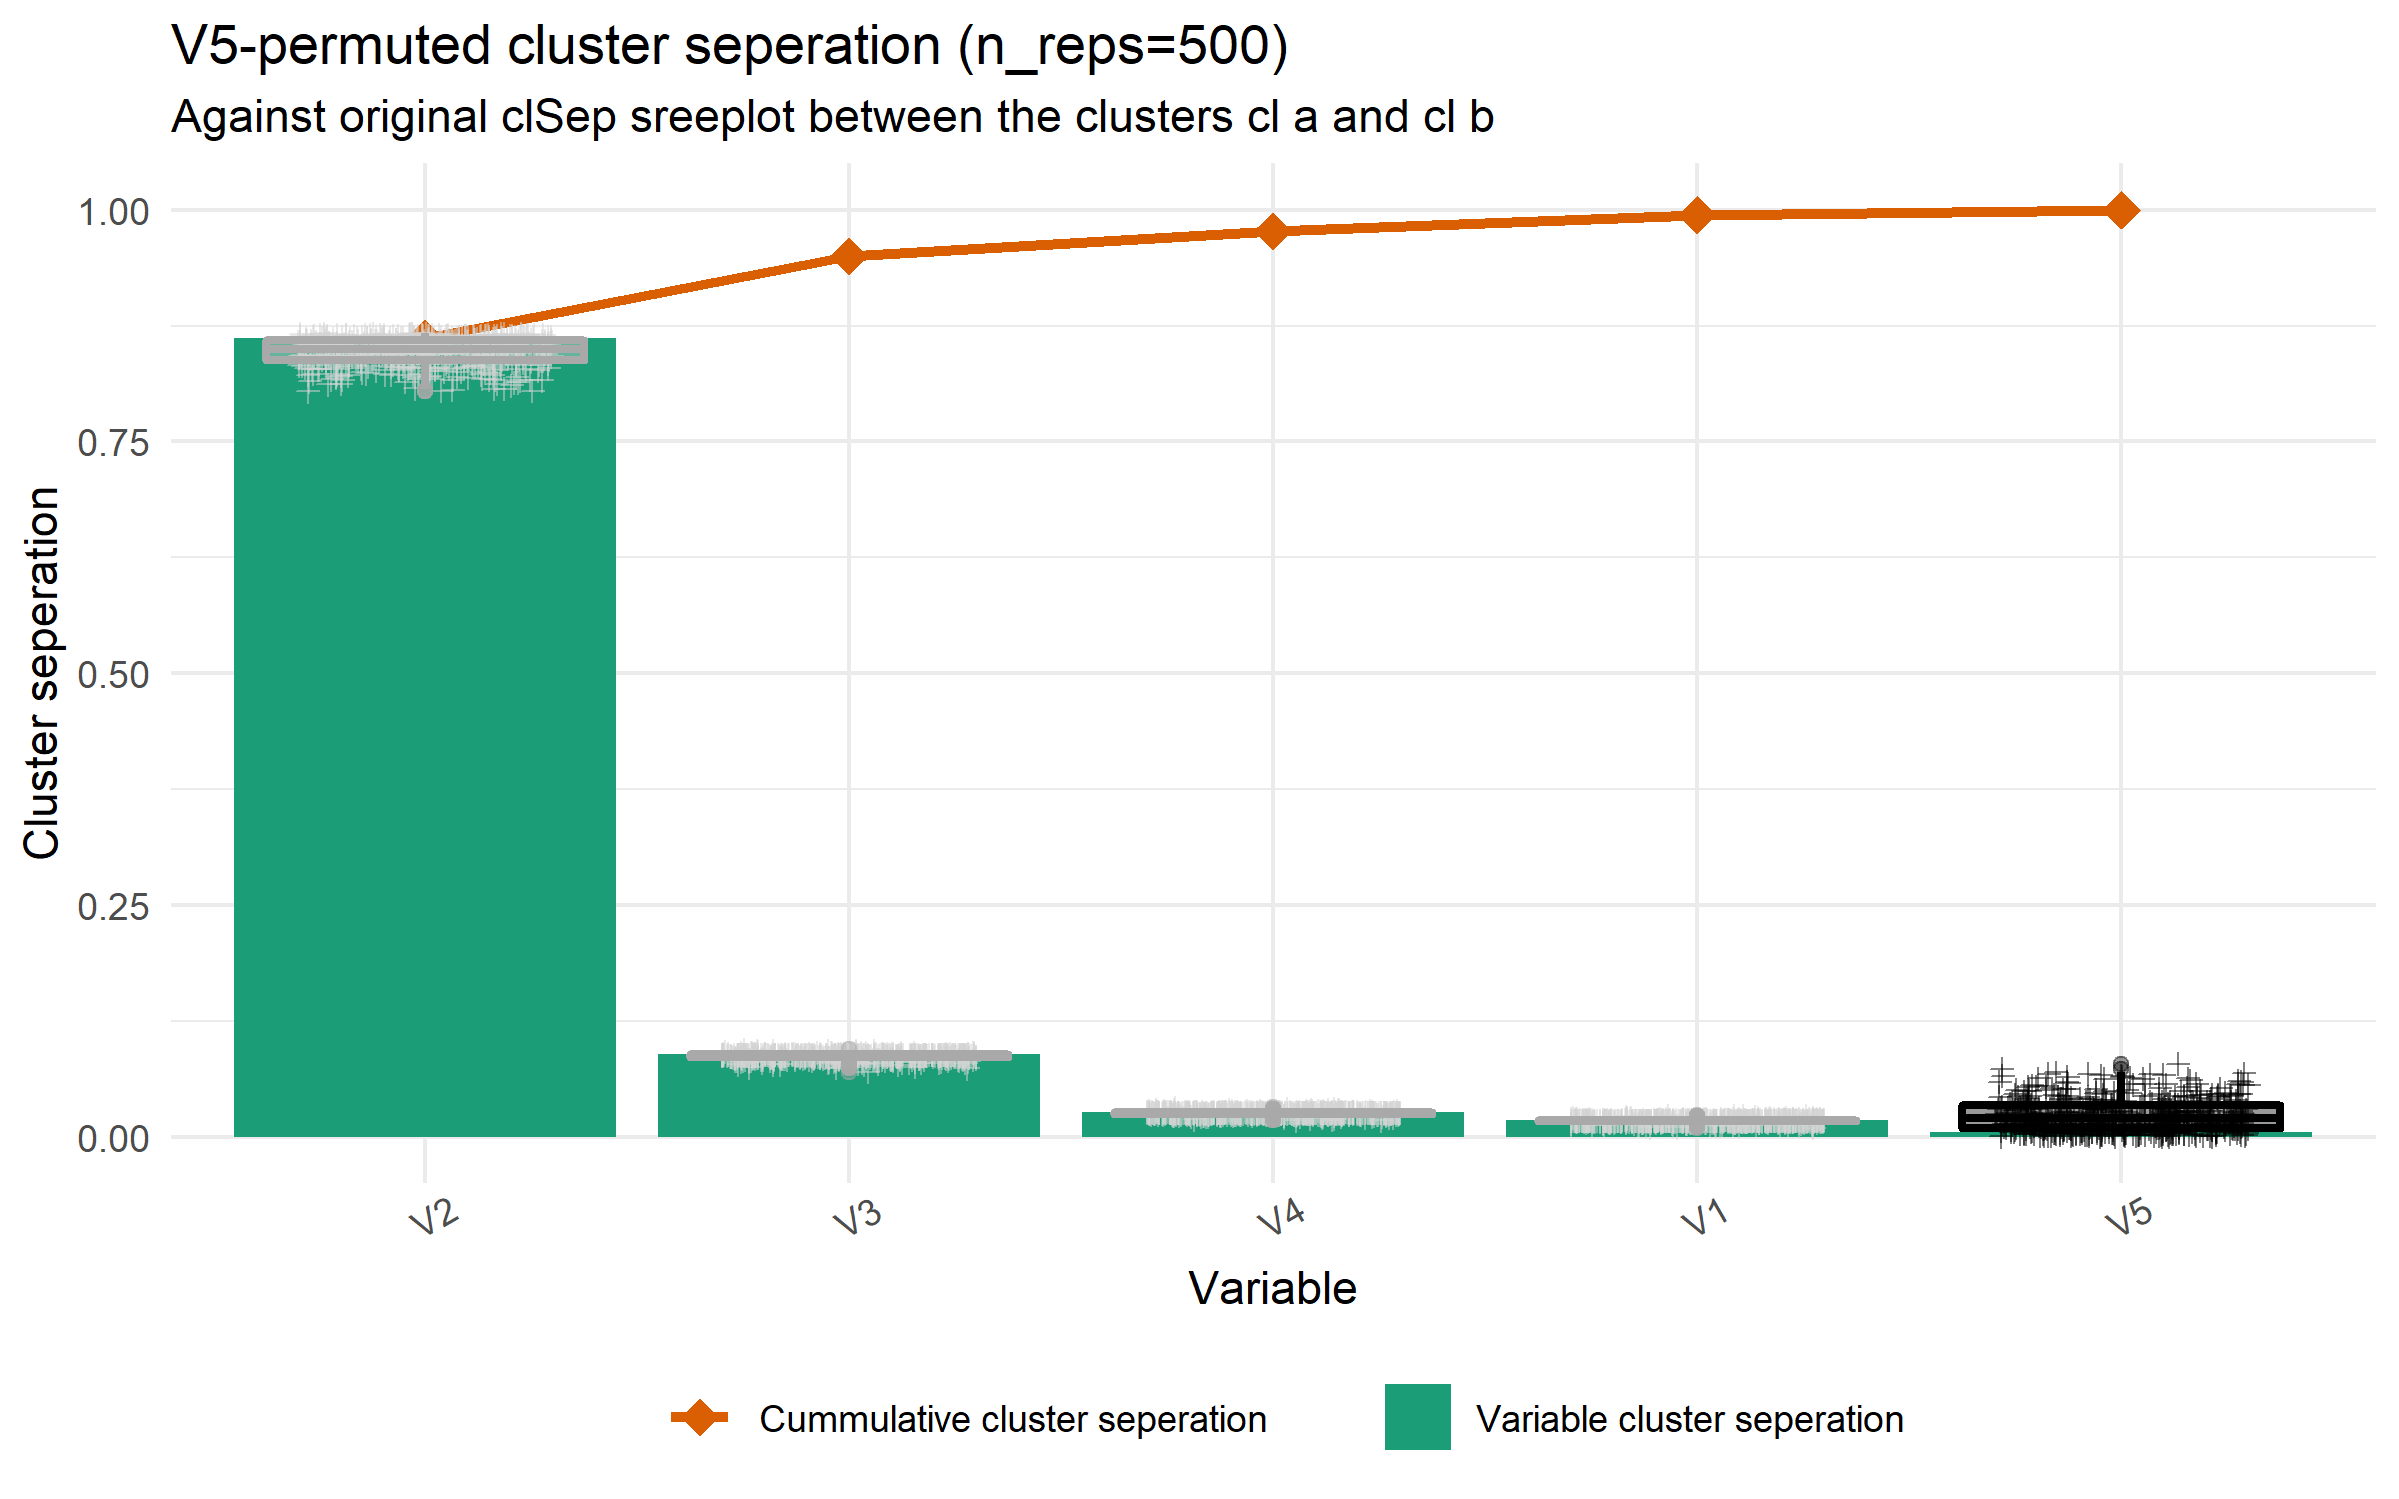 V5-permuted cluster seperation (n_reps=500)
Against original clSep sreeplot between the clusters cl a and cl b
Cluster seperation
1.00
0.75
0.50
0.25
0.00
V2
V3
V4
V1
V5
Variable
Cummulative cluster seperation
Variable cluster seperation